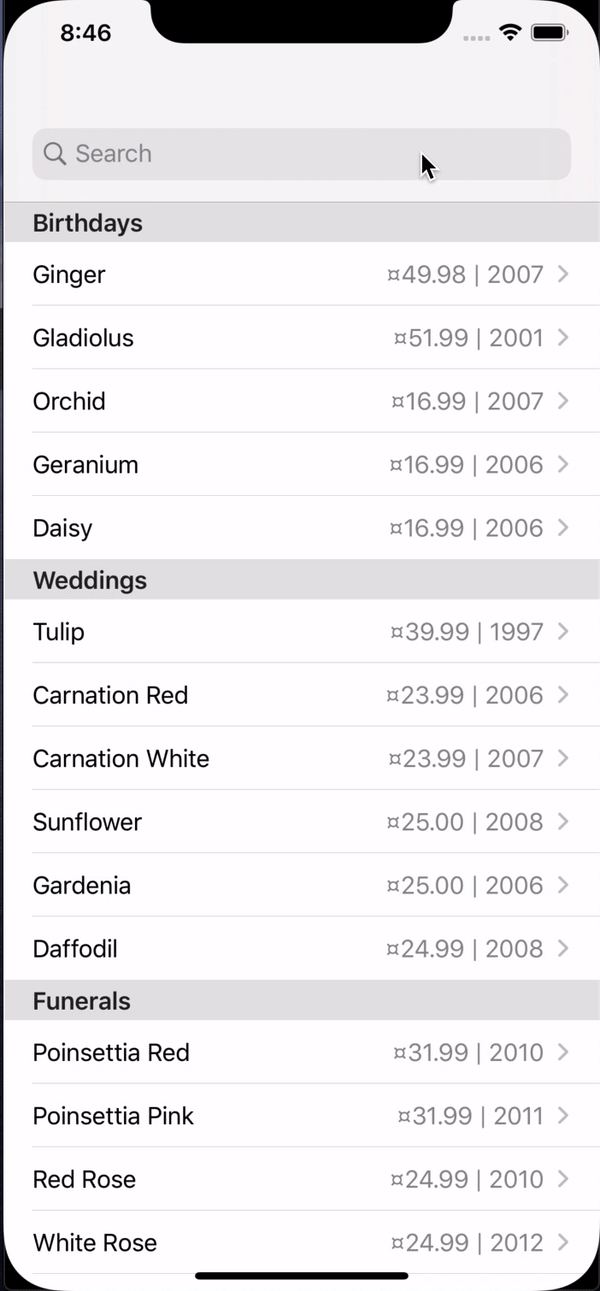 8:46
Search
Birthdays
Ginger ¤49.98 | 2007
Gladiolus ¤51.99 | 2001
Orchid ¤16.99 | 2007
Geranium ¤16.99 | 2006
Daisy ¤16.99 | 2006
Weddings
Tulip ¤39.99 | 1997
Carnation Red ¤23.99 | 2006
Carnation White ¤23.99 | 2007
Sunflower ¤25.00 | 2008
Gardenia ¤25.00 | 2006
Daffodil ¤24.99 | 2008
Funerals
Poinsettia Red ¤31.99 | 2010
Poinsettia Pink ¤31.99 | 2011
Red Rose ¤24.99 | 2010
White Rose ¤24.99 | 2012